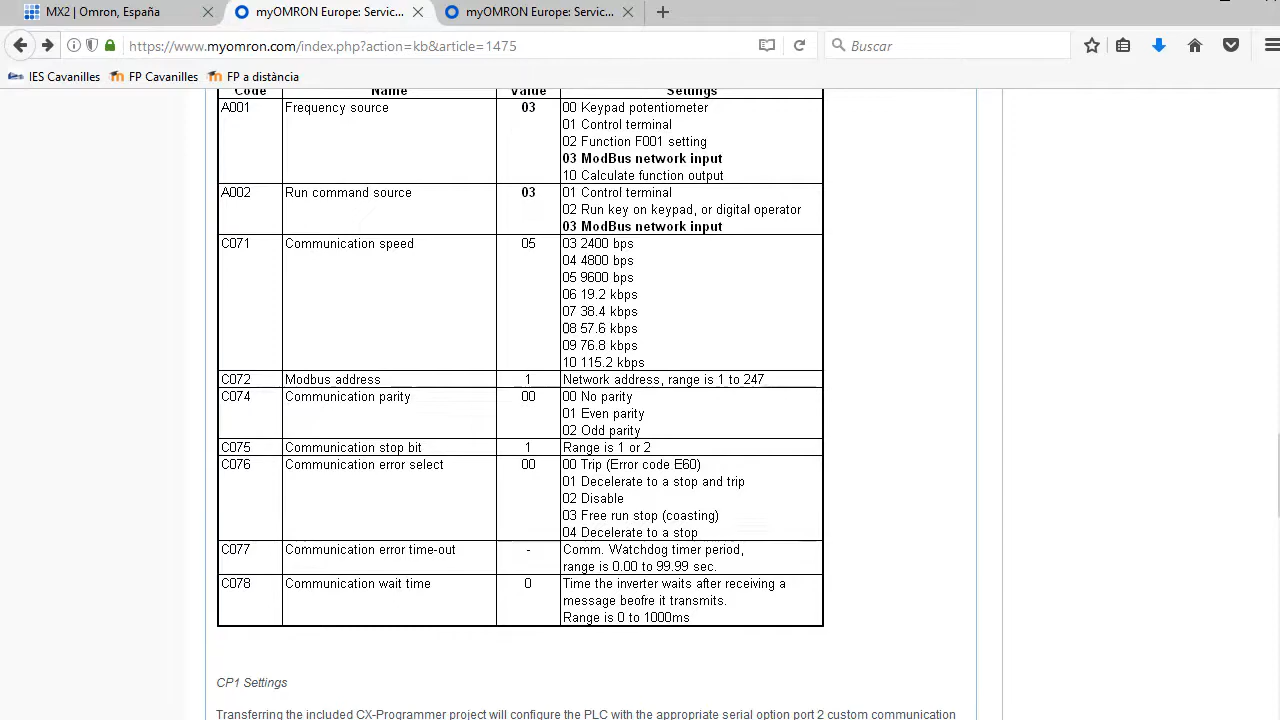 MX2 | Omron, España
myOMRON Europe: Servic...
myOMRON Europe: Servic...
https://www.myomron.com/index.php?action=kb&article=1475
Buscar
IES Cavanilles
FP Cavanilles
FP a distància
Code Name Value Settings
A001 Frequency source 03 00 Keypad potentiometer
01 Control terminal
02 Function F001 setting
03 ModBus network input
10 Calculate function output
A002 Run command source 03 01 Control terminal
02 Run key on keypad, or digital operator
03 ModBus network input
C071 Communication speed 05 03 2400 bps
04 4800 bps
05 9600 bps
06 19.2 kbps
07 38.4 kbps
08 57.6 kbps
09 76.8 kbps
10 115.2 kbps
C072 Modbus address 1 Network address, range is 1 to 247
C074 Communication parity 00 00 No parity
01 Even parity
02 Odd parity
C075 Communication stop bit 1 Range is 1 or 2
C076 Communication error select 00 00 Trip (Error code E60)
01 Decelerate to a stop and trip
02 Disable
03 Free run stop (coasting)
04 Decelerate to a stop
C077 Communication error time-out - Comm. Watchdog timer period,
range is 0.00 to 99.99 sec.
C078 Communication wait time 0 Time the inverter waits after receiving a
message beofre it transmits.
Range is 0 to 1000ms
CP1 Settings
Transferring the included CX-Programmer project will configure the PLC with the appropriate serial option port 2 custom communication